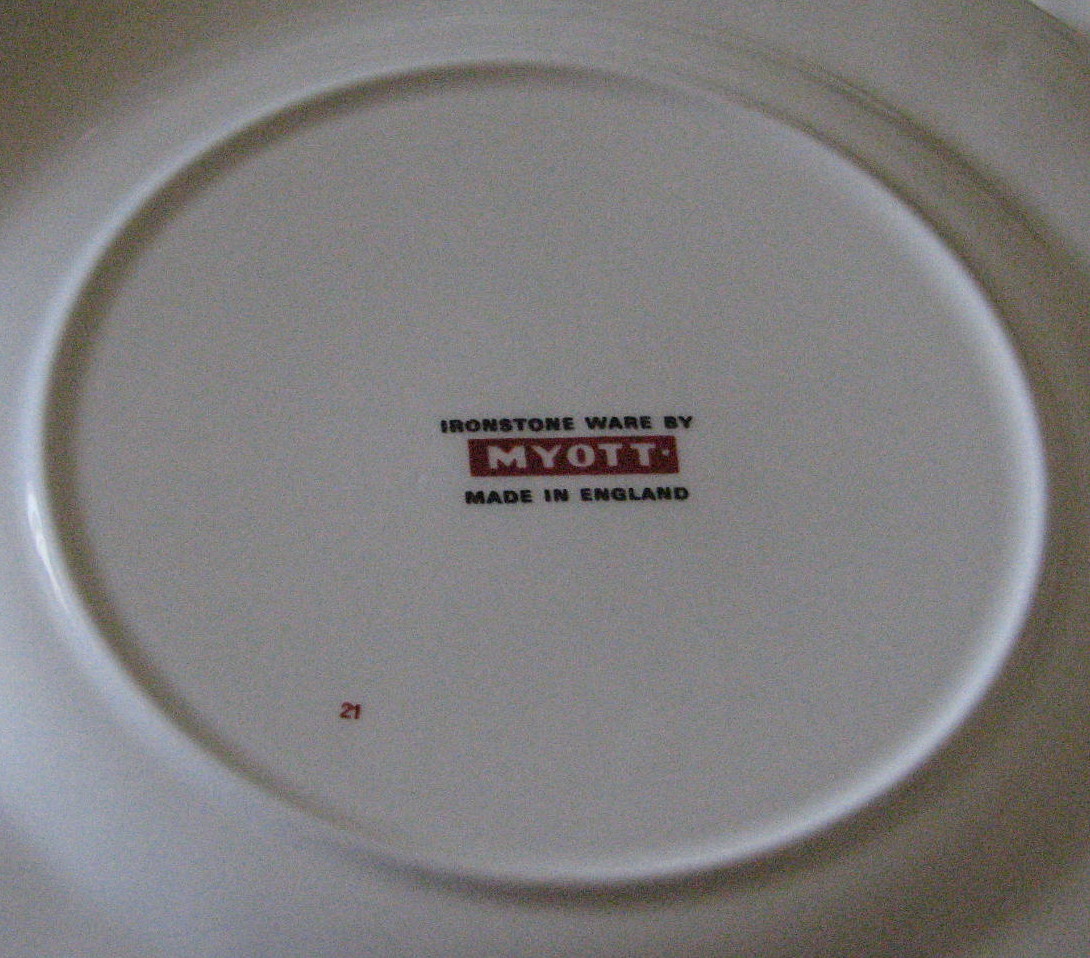 IRONSTONE WARE BY
MYOTT·
MADE IN ENGLAND
21